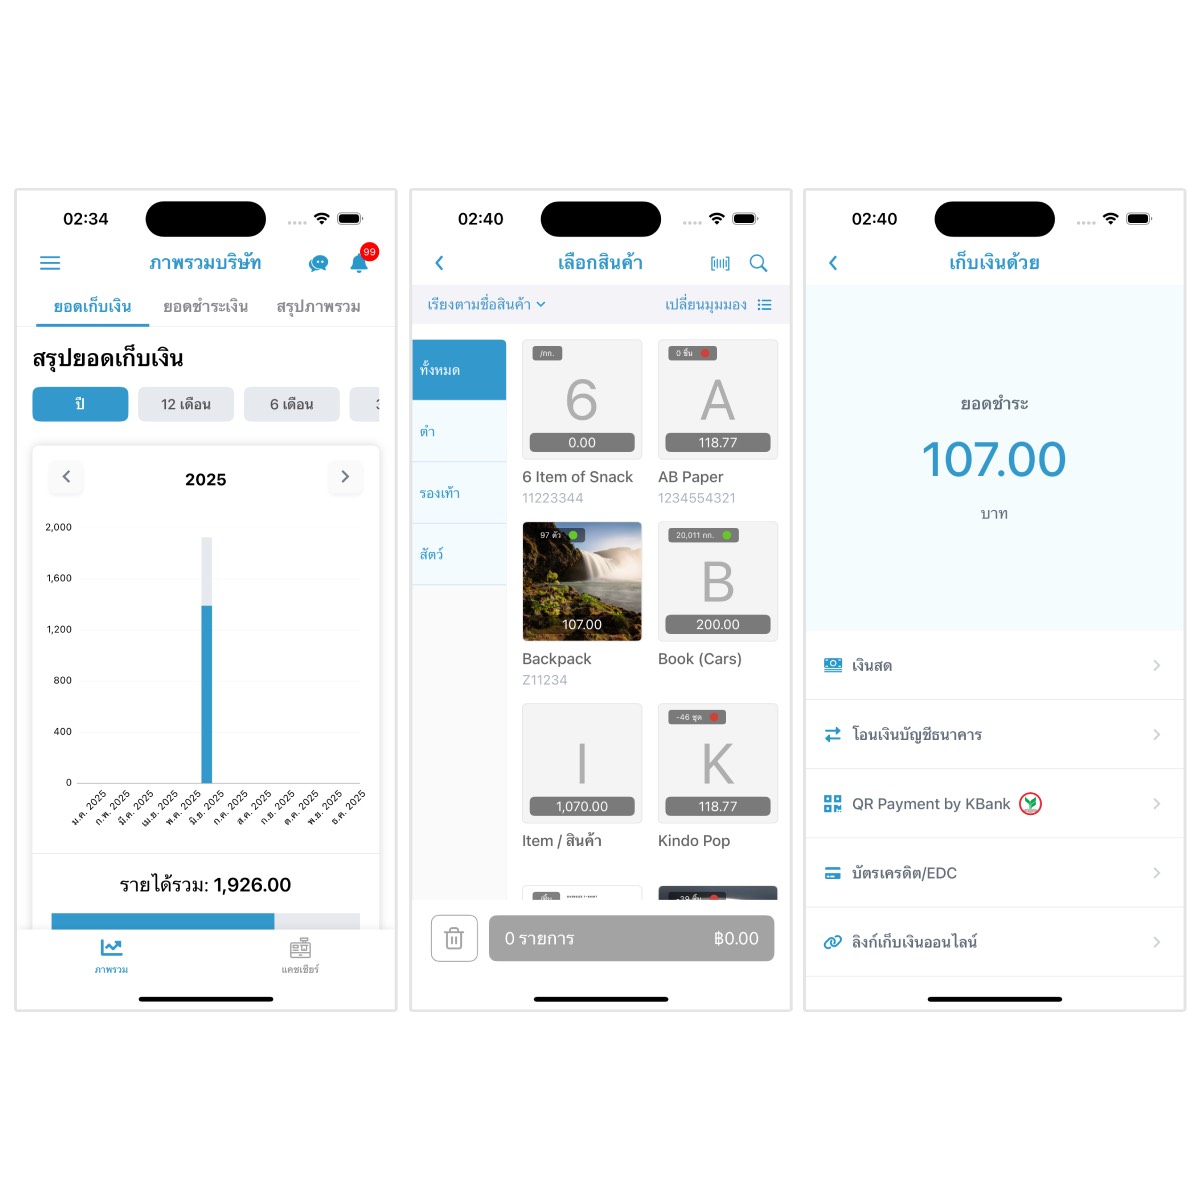 02:34
ภาพรวมบริษัท
99
ยอดเก็บเงิน ยอดชำระเงิน สรุปภาพรวม
สรุปยอดเก็บเงิน
ปี 12 เดือน 6 เดือน
2025
2,000
1,600
1,200
800
400
0
ม.ค. 2025 ก.พ. 2025 มี.ค. 2025 เม.ย. 2025 พ.ค. 2025 มิ.ย. 2025 ก.ค. 2025 ส.ค. 2025 ก.ย. 2025 ต.ค. 2025 พ.ย. 2025 ธ.ค. 2025
รายได้รวม: 1,926.00
ภาพรวม แคชเชียร์
02:40
เลือกสินค้า
เรียงตามชื่อสินค้า เปลี่ยนมุมมอง
ทั้งหมด
ดำ
รองเท้า
สัตว์
/กก. 0 ชิ้น
6 A
0.00 118.77
6 Item of Snack AB Paper
11223344 1234554321
97 ตัว 20,011 กก.
B
107.00 200.00
Backpack Book (Cars)
Z11234
-46 ชุด
I K
1,070.00 118.77
Item / สินค้า Kindo Pop
-39 ชิ้น
0 รายการ ฿0.00
02:40
เก็บเงินด้วย
ยอดชำระ
107.00
บาท
เงินสด
โอนเงินบัญชีธนาคาร
QR Payment by KBank
บัตรเครดิต/EDC
ลิงก์เก็บเงินออนไลน์